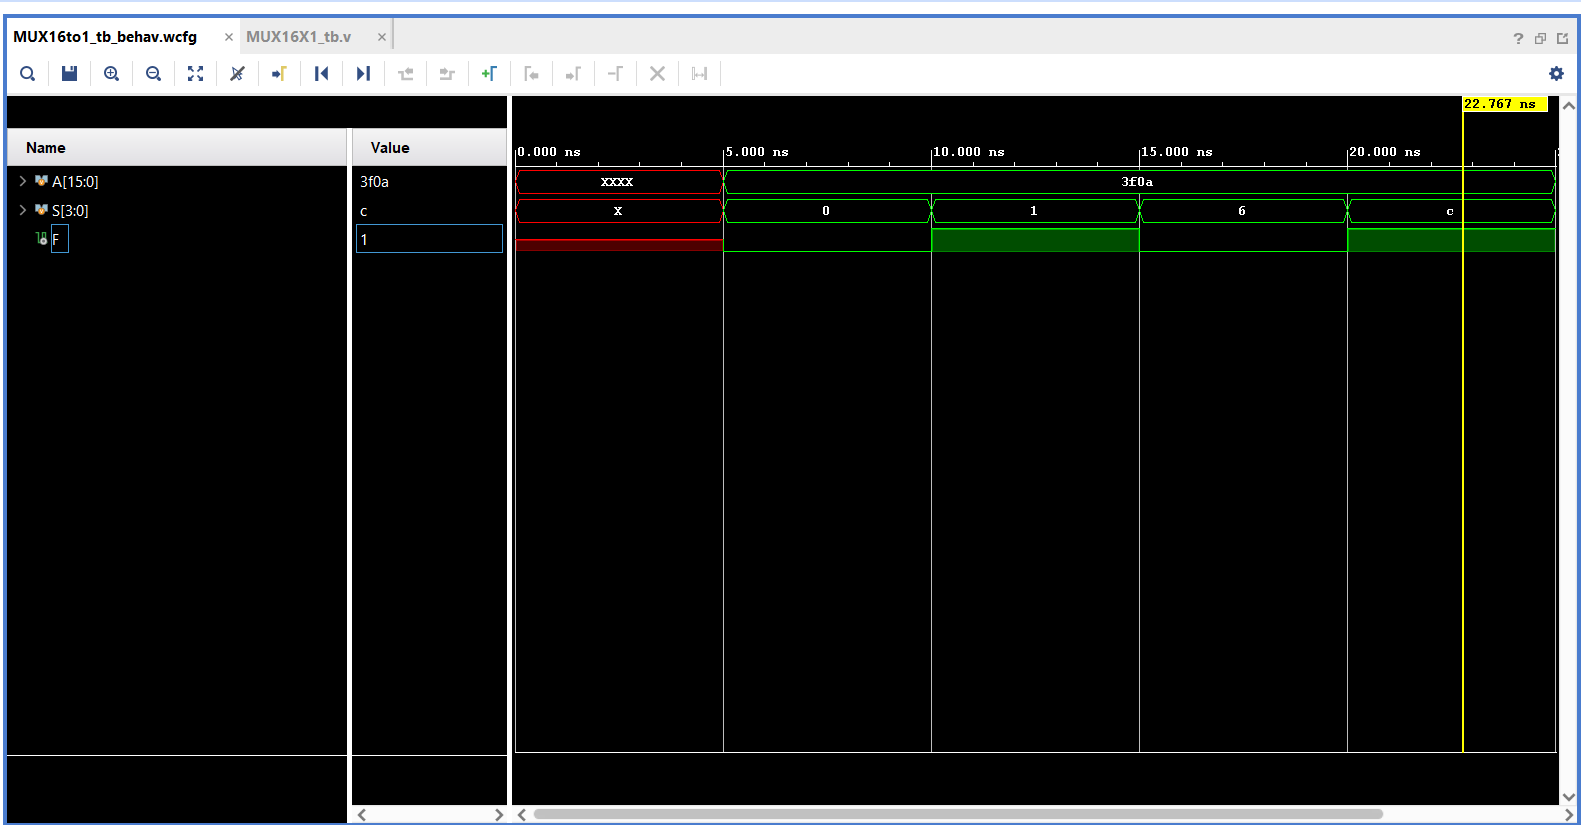 MUX16to1_tb_behav.wcfg × MUX16X1_tb.v ×
?
22.767 ns
Name Value
0.000 ns 5.000 ns 10.000 ns 15.000 ns 20.000 ns
A[15:0] 3f0a XXXX 3f0a
S[3:0] c X 0 1 6 c
F 1